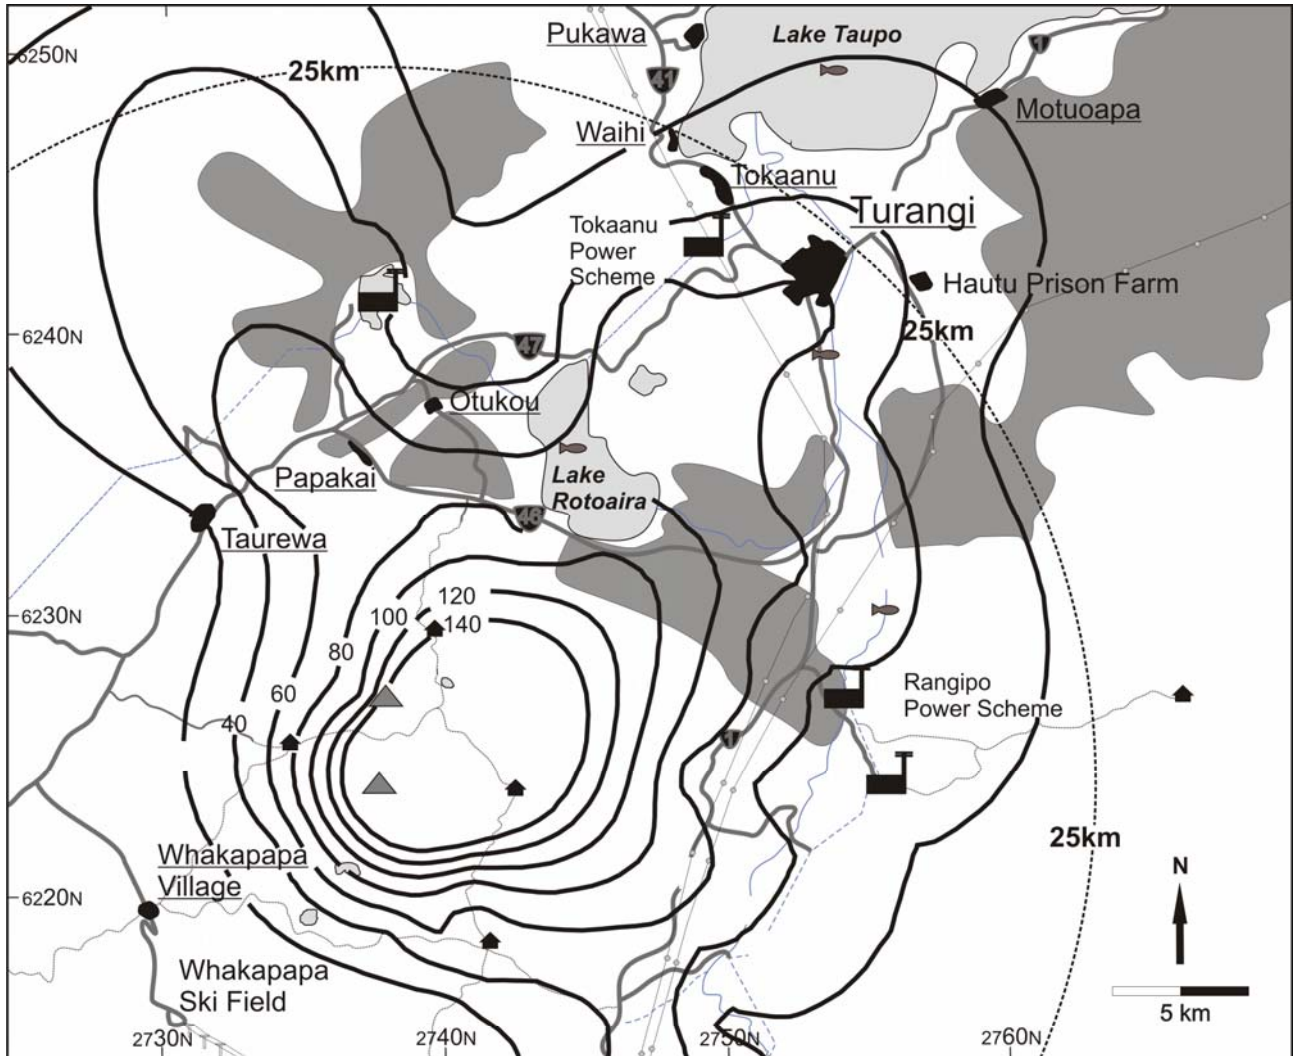 6250N
25km
Pukawa
Lake Taupo
1
41
Motuoapa
Waihi
Tokaanu
Turangi
Tokaanu
Power
Scheme
Hautu Prison Farm
25km
6240N
47
Otukou
Papakai
Lake
Rotoaira
46
Taurewa
6230N
120
100
140
80
60
40
Rangipo
Power Scheme
1
25km
Whakapapa
Village
6220N
N
Whakapapa
Ski Field
5 km
2730N
2740N
2750N
2760N